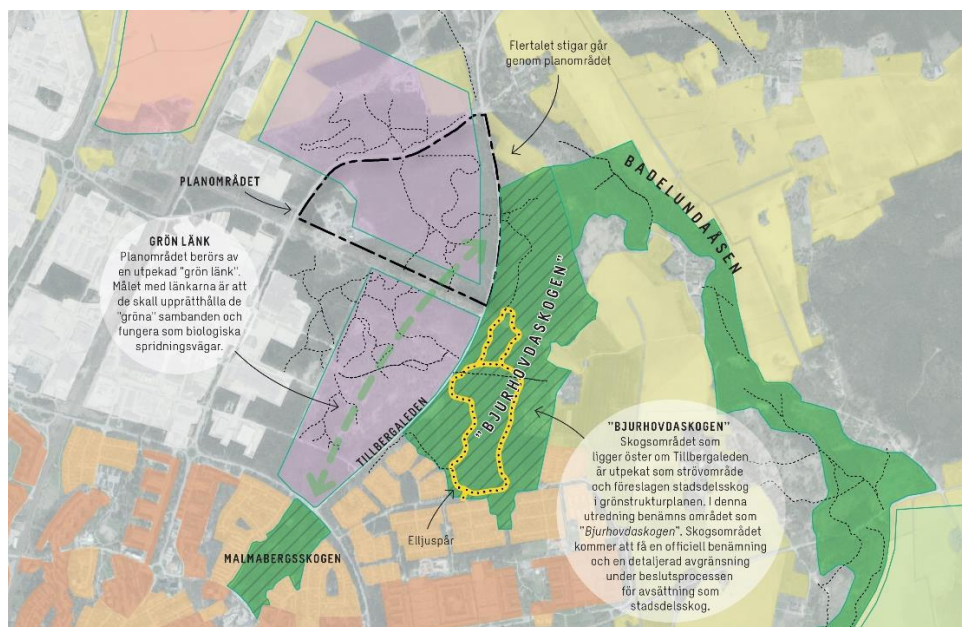 Flertalet stigar går
genom planområdet
BADELUNDAÅSEN
PLANOMRÅDET
GRÖN LÄNK
Planområdet berörs av
en utpekad "grön länk".
Målet med länkarna är att
de skall upprätthålla de
"gröna" sambanden och
fungera som biologiska
spridningsvägar.
"BJURHOVDASKOGEN"
TILLBERGALEDEN
"BJURHOVDASKOGEN"
Skogsområdet som
ligger öster om Tillbergaleden
är utpekat som strövområde
och föreslagen stadsdelsskog
i grönstrukturplanen. I denna
utredning benämns området som
"Bjurhovdaskogen". Skogsområdet
kommer att få en officiell benämning
och en detaljerad avgränsning
under beslutsprocessen
för avsättning som
stadsdelsskog.
Elljuspår
MALMABERGSSKOGEN